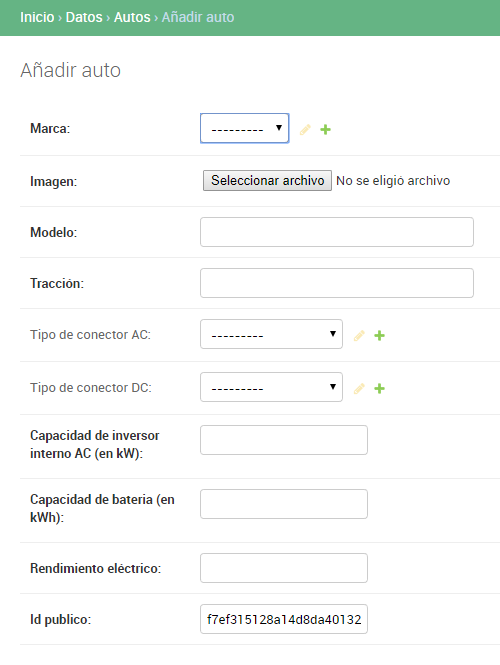 Inicio › Datos › Autos › Añadir auto
Añadir auto
Marca: ---------
Imagen: Seleccionar archivo No se eligió archivo
Modelo:
Tracción:
Tipo de conector AC: ---------
Tipo de conector DC: ---------
Capacidad de inversor
interno AC (en kW):
Capacidad de bateria (en
kWh):
Rendimiento eléctrico:
Id publico: f7ef315128a14d8da40132